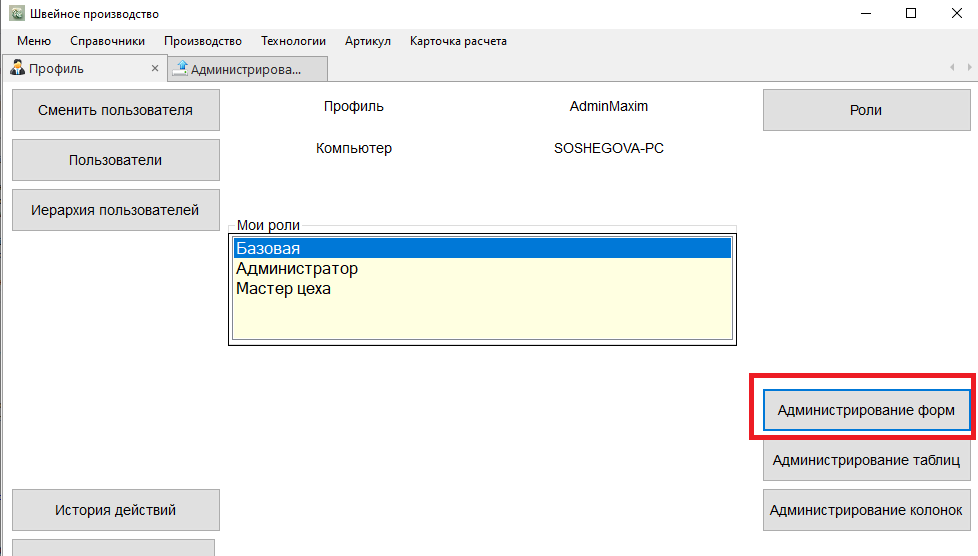 Швейное производство
Меню Справочники Производство Технологии Артикул Карточка расчета
Профиль Администрирова...
Сменить пользователя
Профиль AdminMaxim
Роли
Компьютер SOSHEGOVA-PC
Пользователи
Иерархия пользователей
Мои роли
Базовая
Администратор
Мастер цеха
Администрирование форм
Администрирование таблиц
История действий
Администрирование колонок